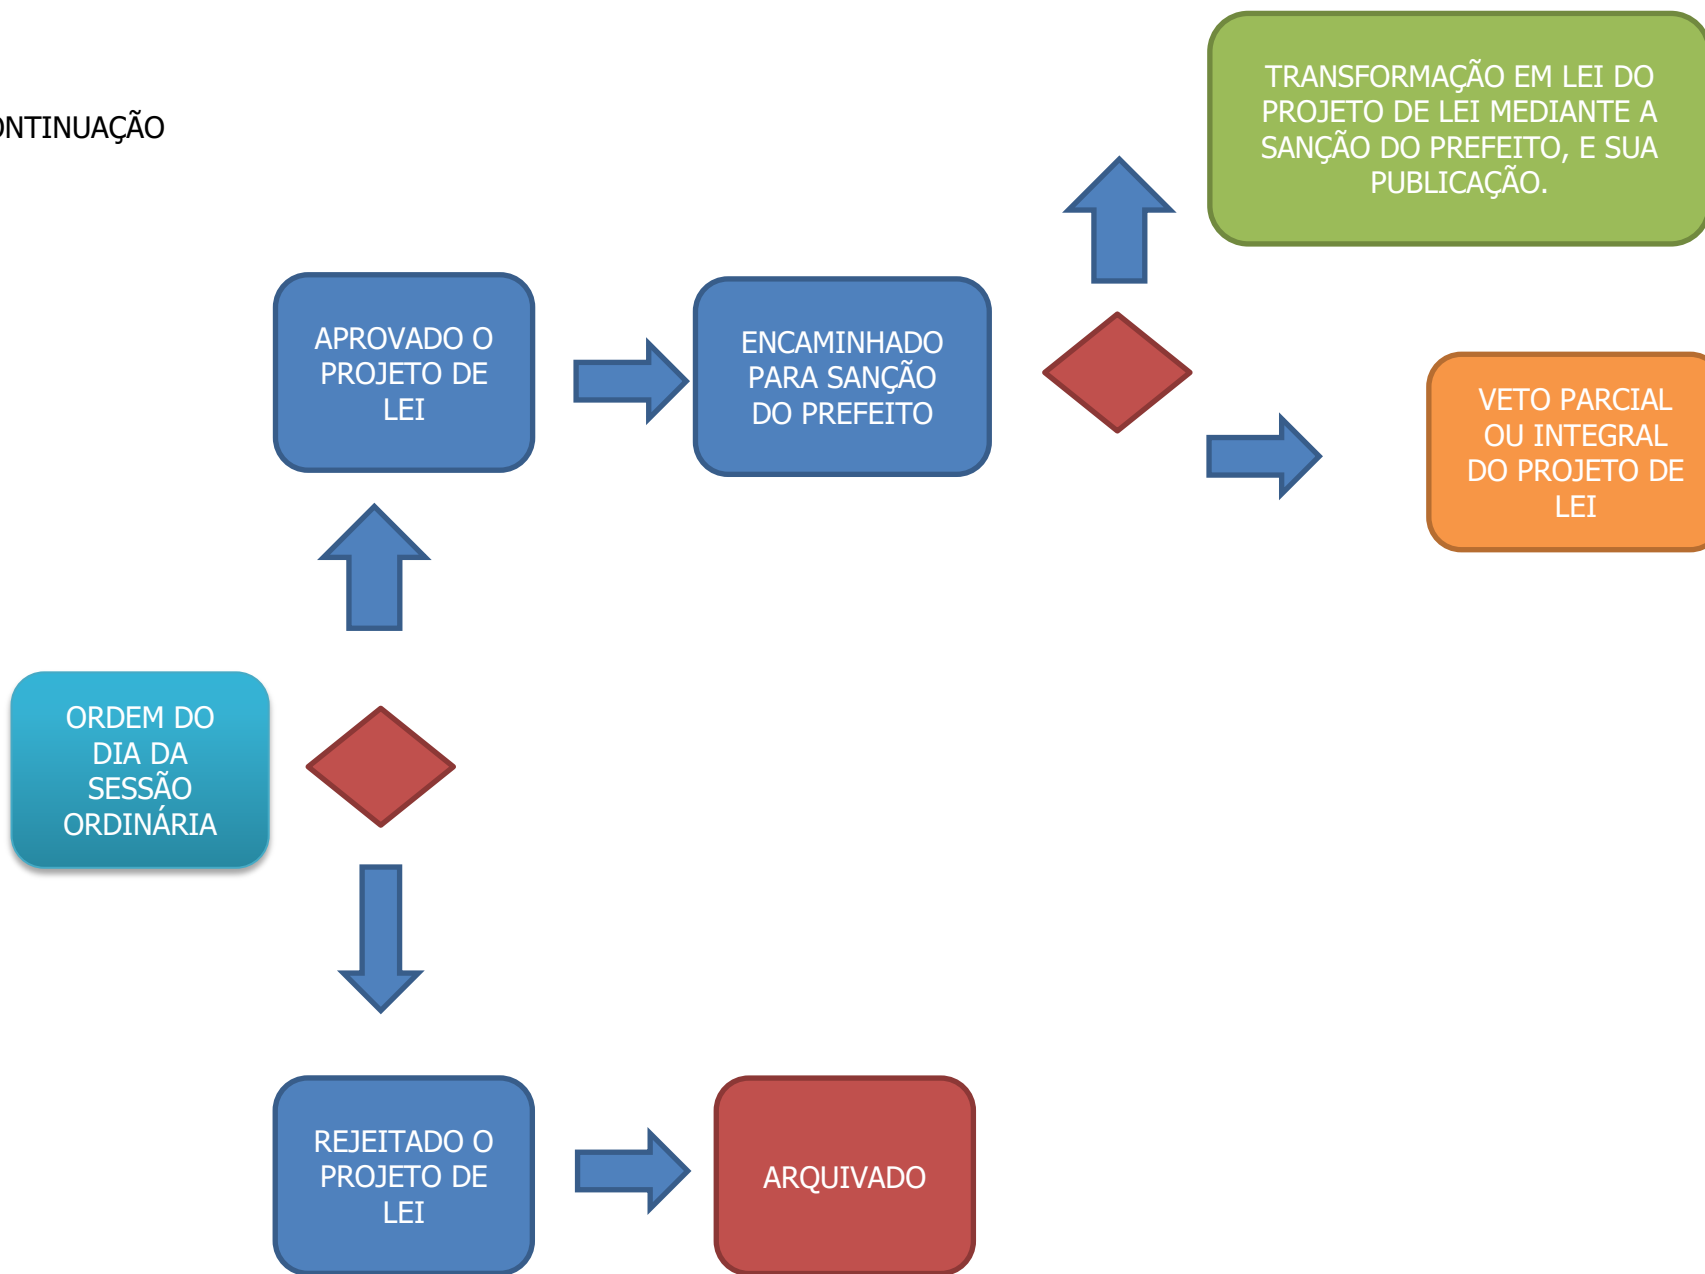 ONTINUAÇÃO
TRANSFORMAÇÃO EM LEI DO
PROJETO DE LEI MEDIANTE A
SANÇÃO DO PREFEITO, E SUA
PUBLICAÇÃO.
APROVADO O
PROJETO DE
LEI
ENCAMINHADO
PARA SANÇÃO
DO PREFEITO
VETO PARCIAL
OU INTEGRAL
DO PROJETO DE
LEI
ORDEM DO
DIA DA
SESSÃO
ORDINÁRIA
REJEITADO O
PROJETO DE
LEI
ARQUIVADO